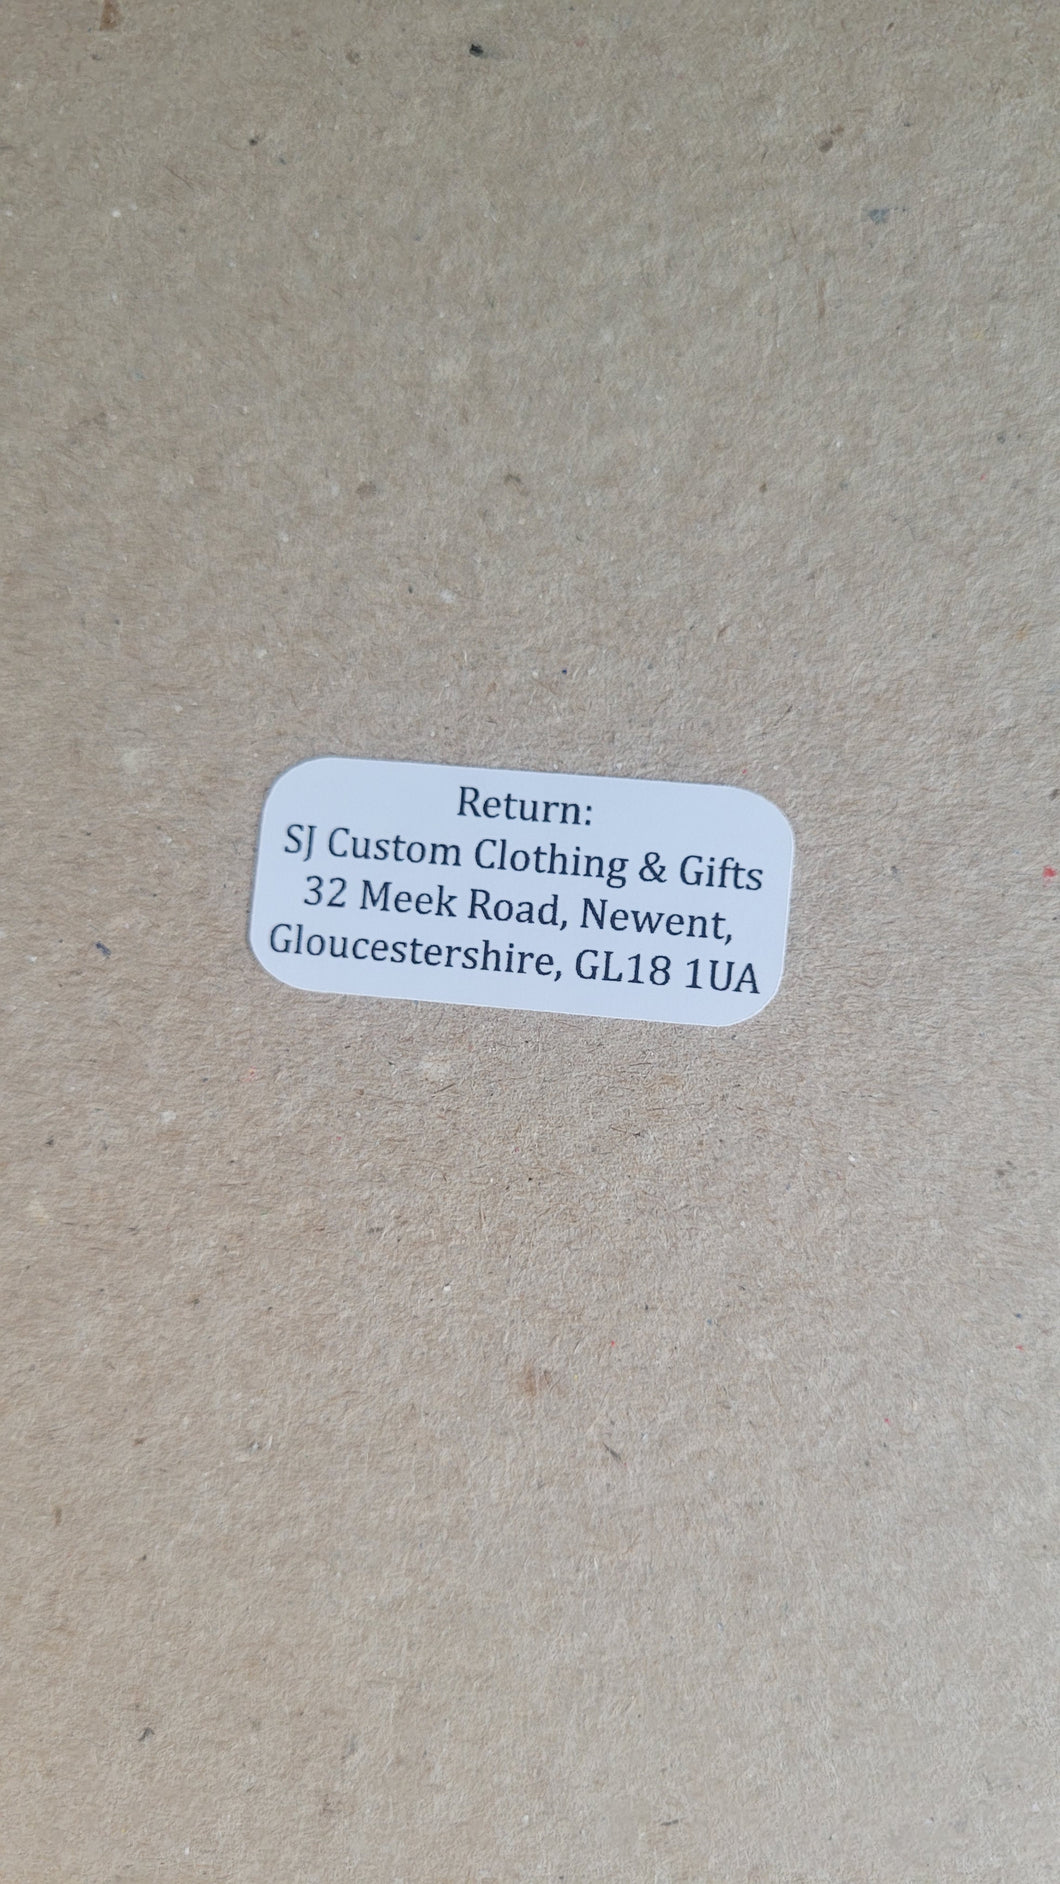 Return:
SJ Custom Clothing & Gifts
32 Meek Road, Newent,
Gloucestershire, GL18 1UA